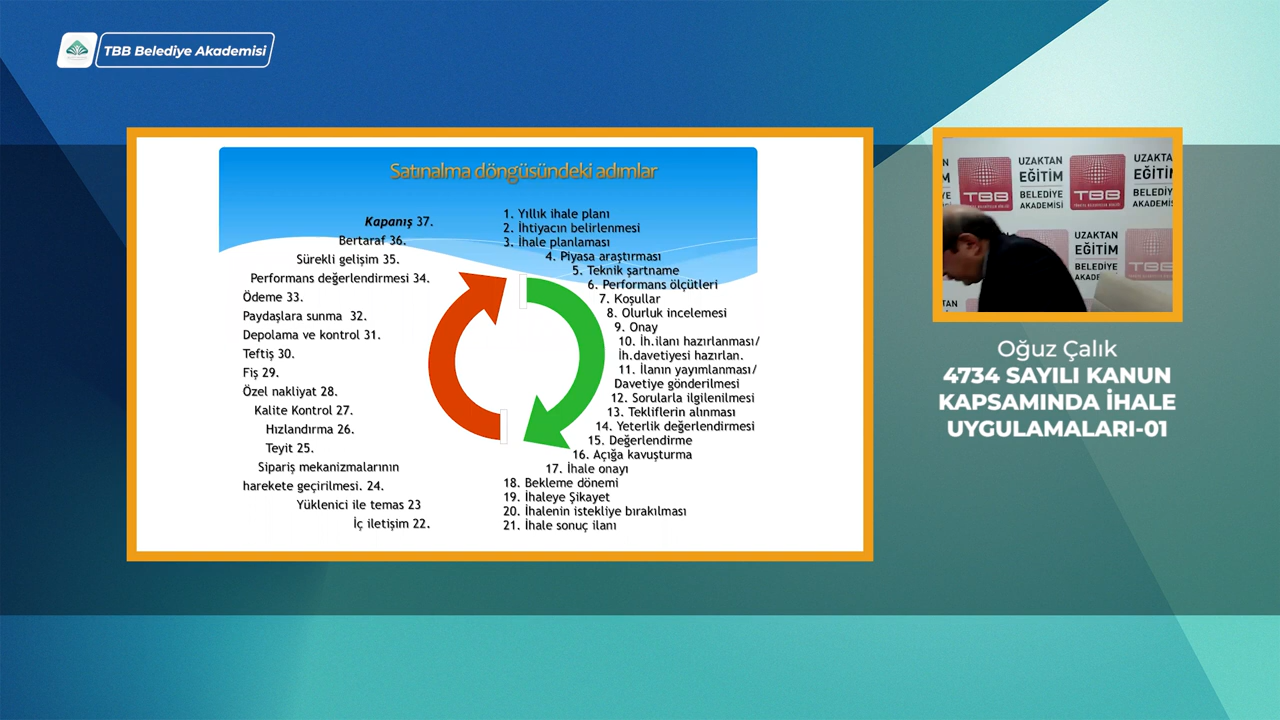 TBB Belediye Akademisi
Satınalma döngüsündeki adımlar
Kapanış 37.
Bertaraf 36.
Sürekli gelişim 35.
Performans değerlendirmesi 34.
Ödeme 33.
Paydaşlara sunma 32.
Depolama ve kontrol 31.
Teftiş 30.
Fiş 29.
Özel nakliyat 28.
Kalite Kontrol 27.
Hızlandırma 26.
Teyit 25.
Sipariş mekanizmalarının
harekete geçirilmesi. 24.
Yüklenici ile temas 23
İç iletişim 22.
1. Yıllık ihale planı
2. İhtiyacın belirlenmesi
3. İhale planlaması
4. Piyasa araştırması
5. Teknik şartname
6. Performans ölçütleri
7. Koşullar
8. Olurluk incelemesi
9. Onay
10. İh.ilanı hazırlanması/
İh.davetiyesi hazırlan.
11. İlanın yayımlanması/
Davetiye gönderilmesi
12. Sorularla ilgilenilmesi
13. Tekliflerin alınması
14. Yeterlik değerlendirmesi
15. Değerlendirme
16. Açığa kavuşturma
17. İhale onayı
18. Bekleme dönemi
19. İhaleye Şikayet
20. İhalenin istekliye bırakılması
21. İhale sonuç ilanı
UZAKTAN
EĞİTİM
BELEDİYE
AKADEMİSİ
TBB
UZAKTAN
EĞİTİM
BELEDİYE
TBB
Oğuz Çalık
4734 SAYILI KANUN
KAPSAMINDA İHALE
UYGULAMALARI-01